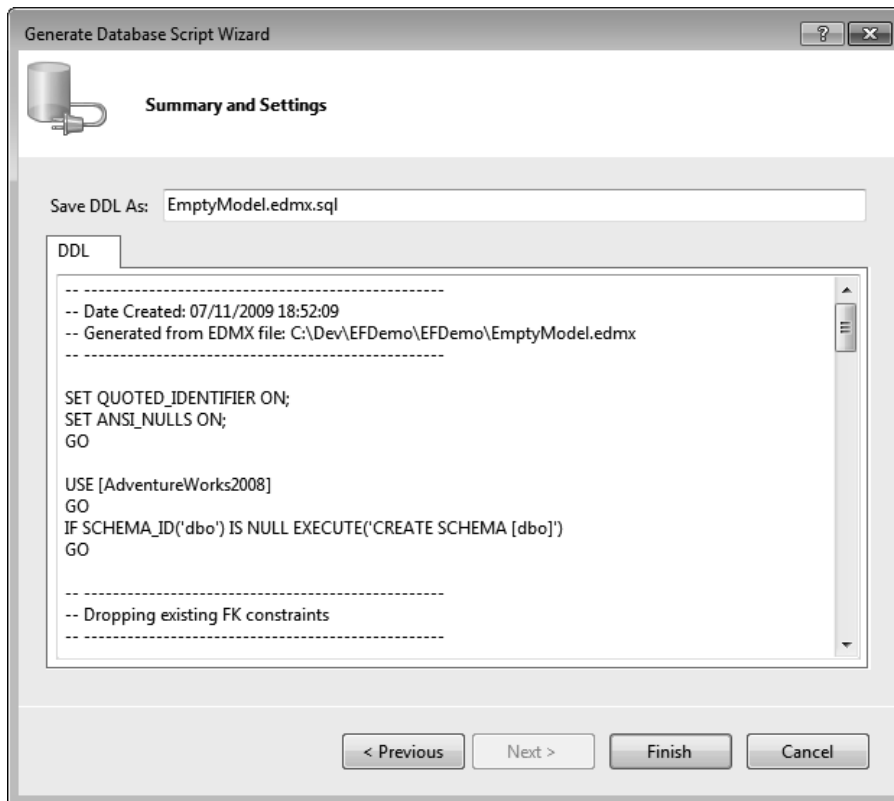 Generate Database Script Wizard
Summary and Settings
Save DDL As: EmptyModel.edmx.sql
DDL
-- --------------------------------------------------
-- Date Created: 07/11/2009 18:52:09
-- Generated from EDMX file: C:\Dev\EFDemo\EFDemo\EmptyModel.edmx
-- --------------------------------------------------
SET QUOTED_IDENTIFIER ON;
SET ANSI_NULLS ON;
GO
USE [AdventureWorks2008]
GO
IF SCHEMA_ID('dbo') IS NULL EXECUTE('CREATE SCHEMA [dbo]')
GO
-- --------------------------------------------------
-- Dropping existing FK constraints
-- --------------------------------------------------
< Previous Next > Finish Cancel